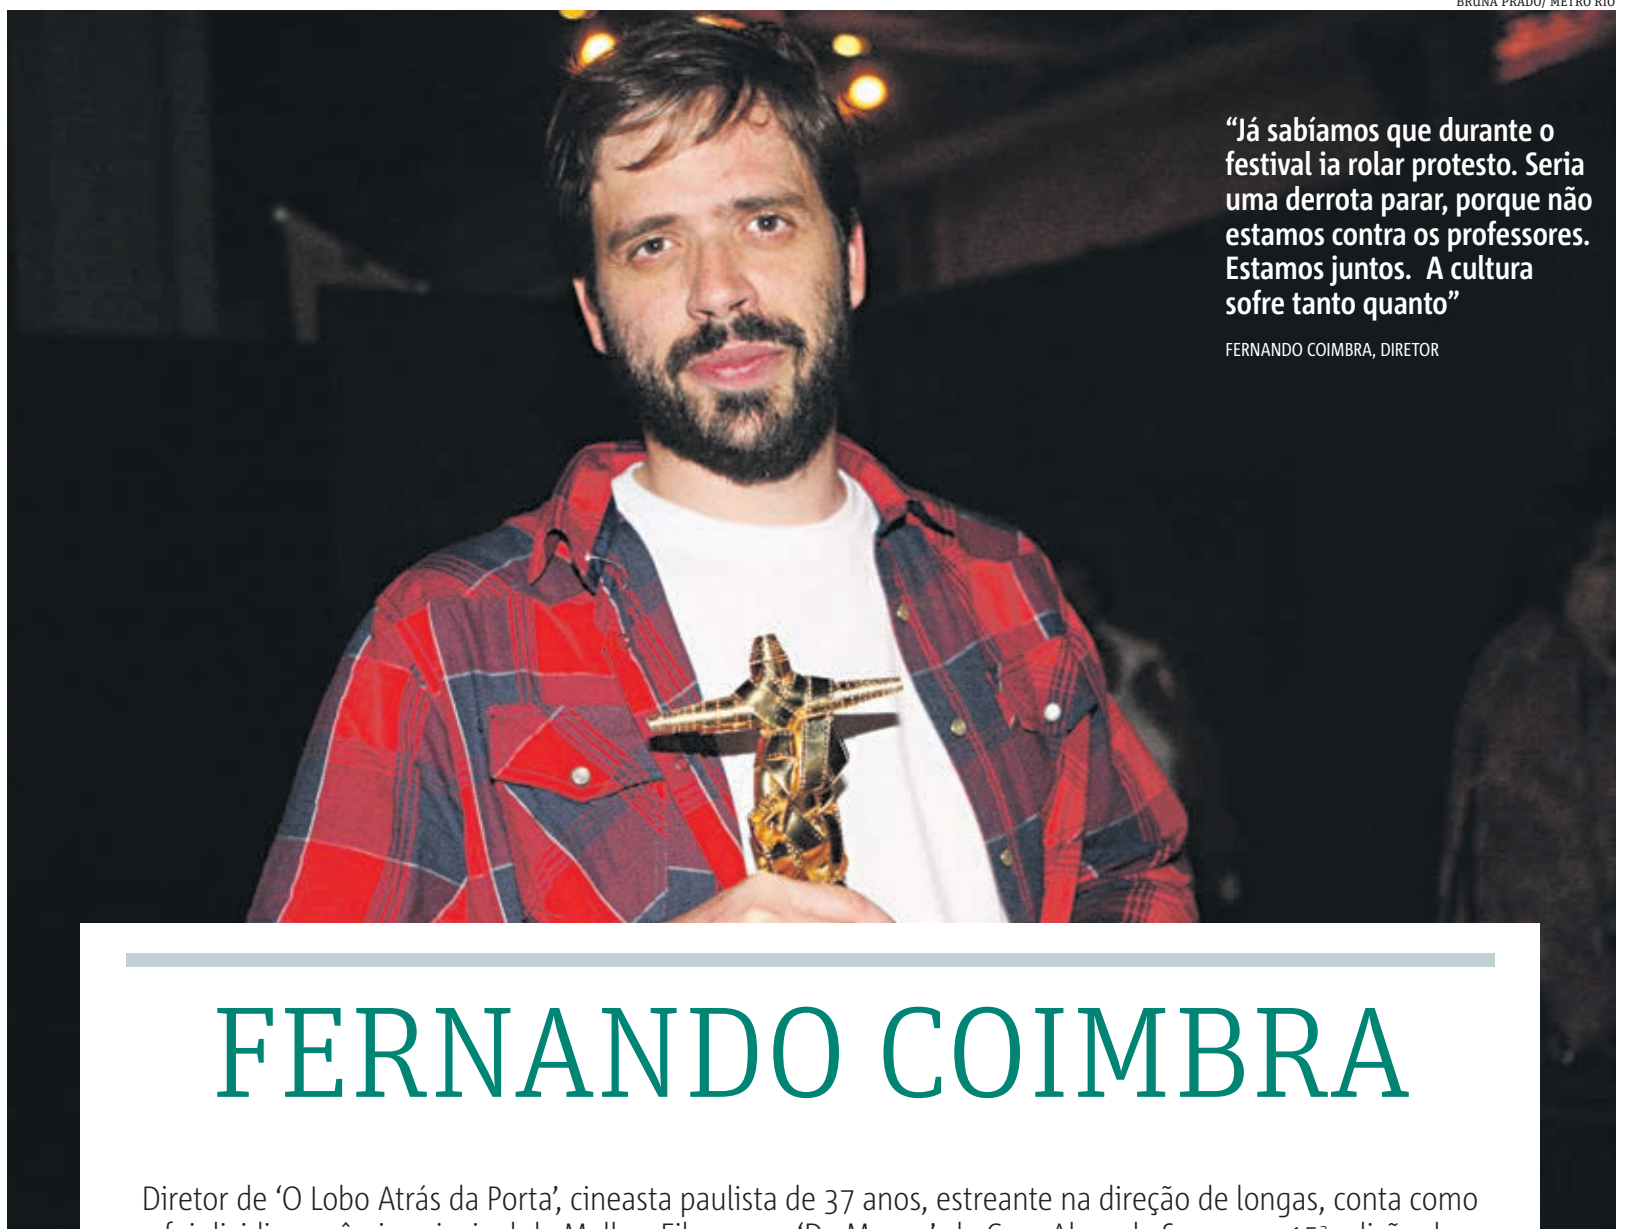 BRUNA PRADO/ METRO RIO
“Já sabíamos que durante o
festival ia rolar protesto. Seria
uma derrota parar, porque não
estamos contra os professores.
Estamos juntos.  A cultura
sofre tanto quanto”
FERNANDO COIMBRA, DIRETOR
FERNANDO COIMBRA
Diretor de ‘O Lobo Atrás da Porta’, cineasta paulista de 37 anos, estreante na direção de longas, conta como